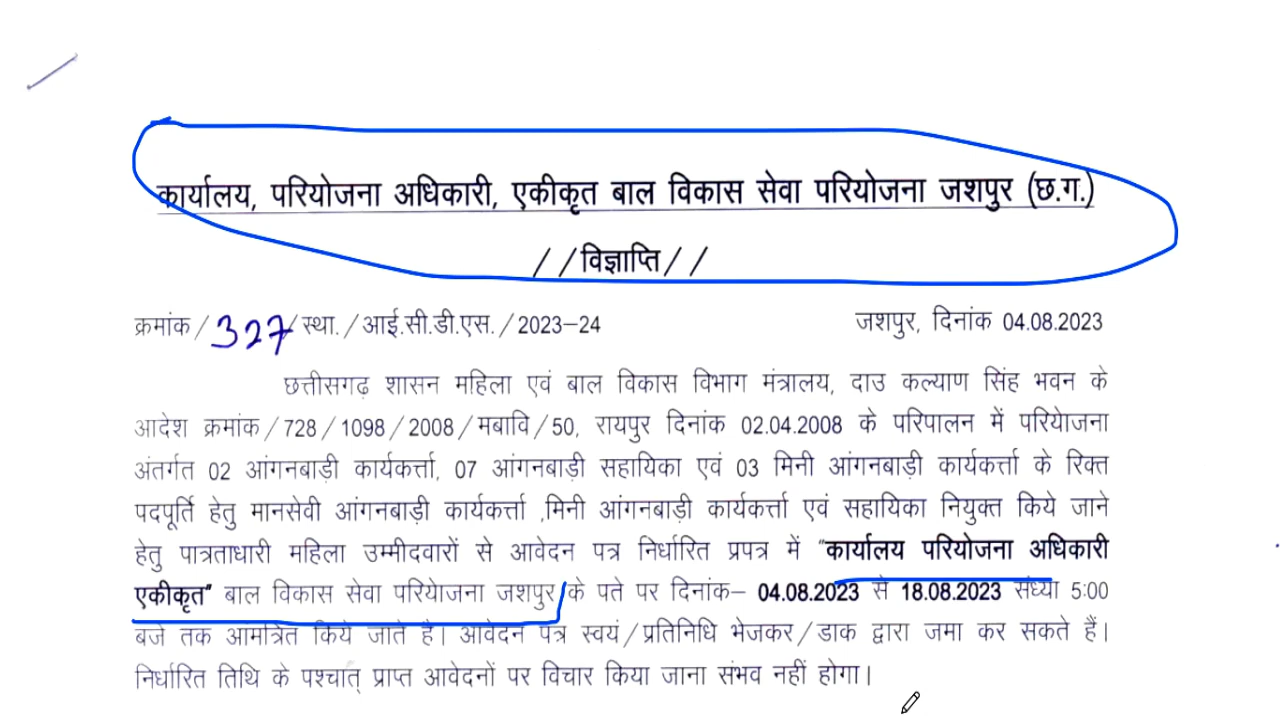 कार्यालय, परियोजना अधिकारी, एकीकृत बाल विकास सेवा परियोजना जशपुर (छ.ग.)
//विज्ञाप्ति//
क्रमांक/327/स्था./आई.सी.डी.एस./2023–24 जशपुर, दिनांक 04.08.2023
छत्तीसगढ़ शासन महिला एवं बाल विकास विभाग मंत्रालय, दाउ कल्याण सिंह भवन के
आदेश क्रमांक/728/1098/2008/मबावि/50, रायपुर दिनांक 02.04.2008 के परिपालन में परियोजना
अंतर्गत 02 आंगनबाड़ी कार्यकर्त्ता, 07 आंगनबाड़ी सहायिका एवं 03 मिनी आंगनबाड़ी कार्यकर्त्ता के रिक्त
पदपूर्ति हेतु मानसेवी आंगनबाड़ी कार्यकर्त्ता ,मिनी आंगनबाड़ी कार्यकर्त्ता एवं सहायिका नियुक्त किये जाने
हेतु पात्रताधारी महिला उम्मीदवारों से आवेदन पत्र निर्धारित प्रपत्र में "कार्यालय परियोजना अधिकारी
एकीकृत" बाल विकास सेवा परियोजना जशपुर के पते पर दिनांक– 04.08.2023 से 18.08.2023 संध्या 5:00
बजे तक आमंत्रित किये जाते है। आवेदन पत्र स्वयं/प्रतिनिधि भेजकर/डाक द्वारा जमा कर सकते हैं।
निर्धारित तिथि के पश्चात् प्राप्त आवेदनों पर विचार किया जाना संभव नहीं होगा।